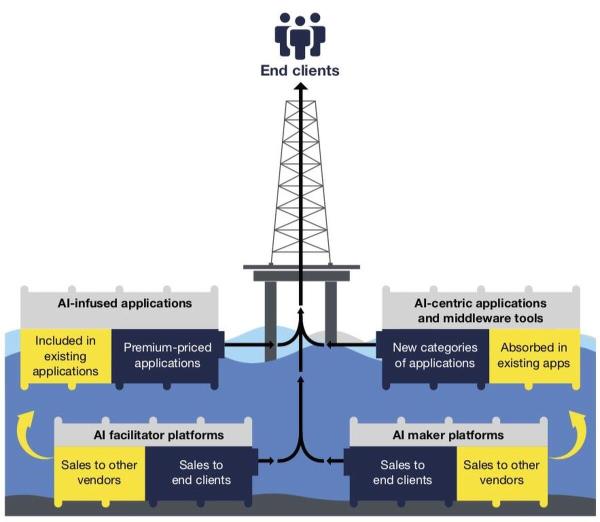 End clients
AI-infused applications
Included in
existing
applications
Premium-priced
applications
AI-centric applications
and middleware tools
New categories
of applications
Absorbed in
existing apps
AI facilitator platforms
Sales to other
vendors
Sales to
end clients
AI maker platforms
Sales to
end clients
Sales to other
vendors